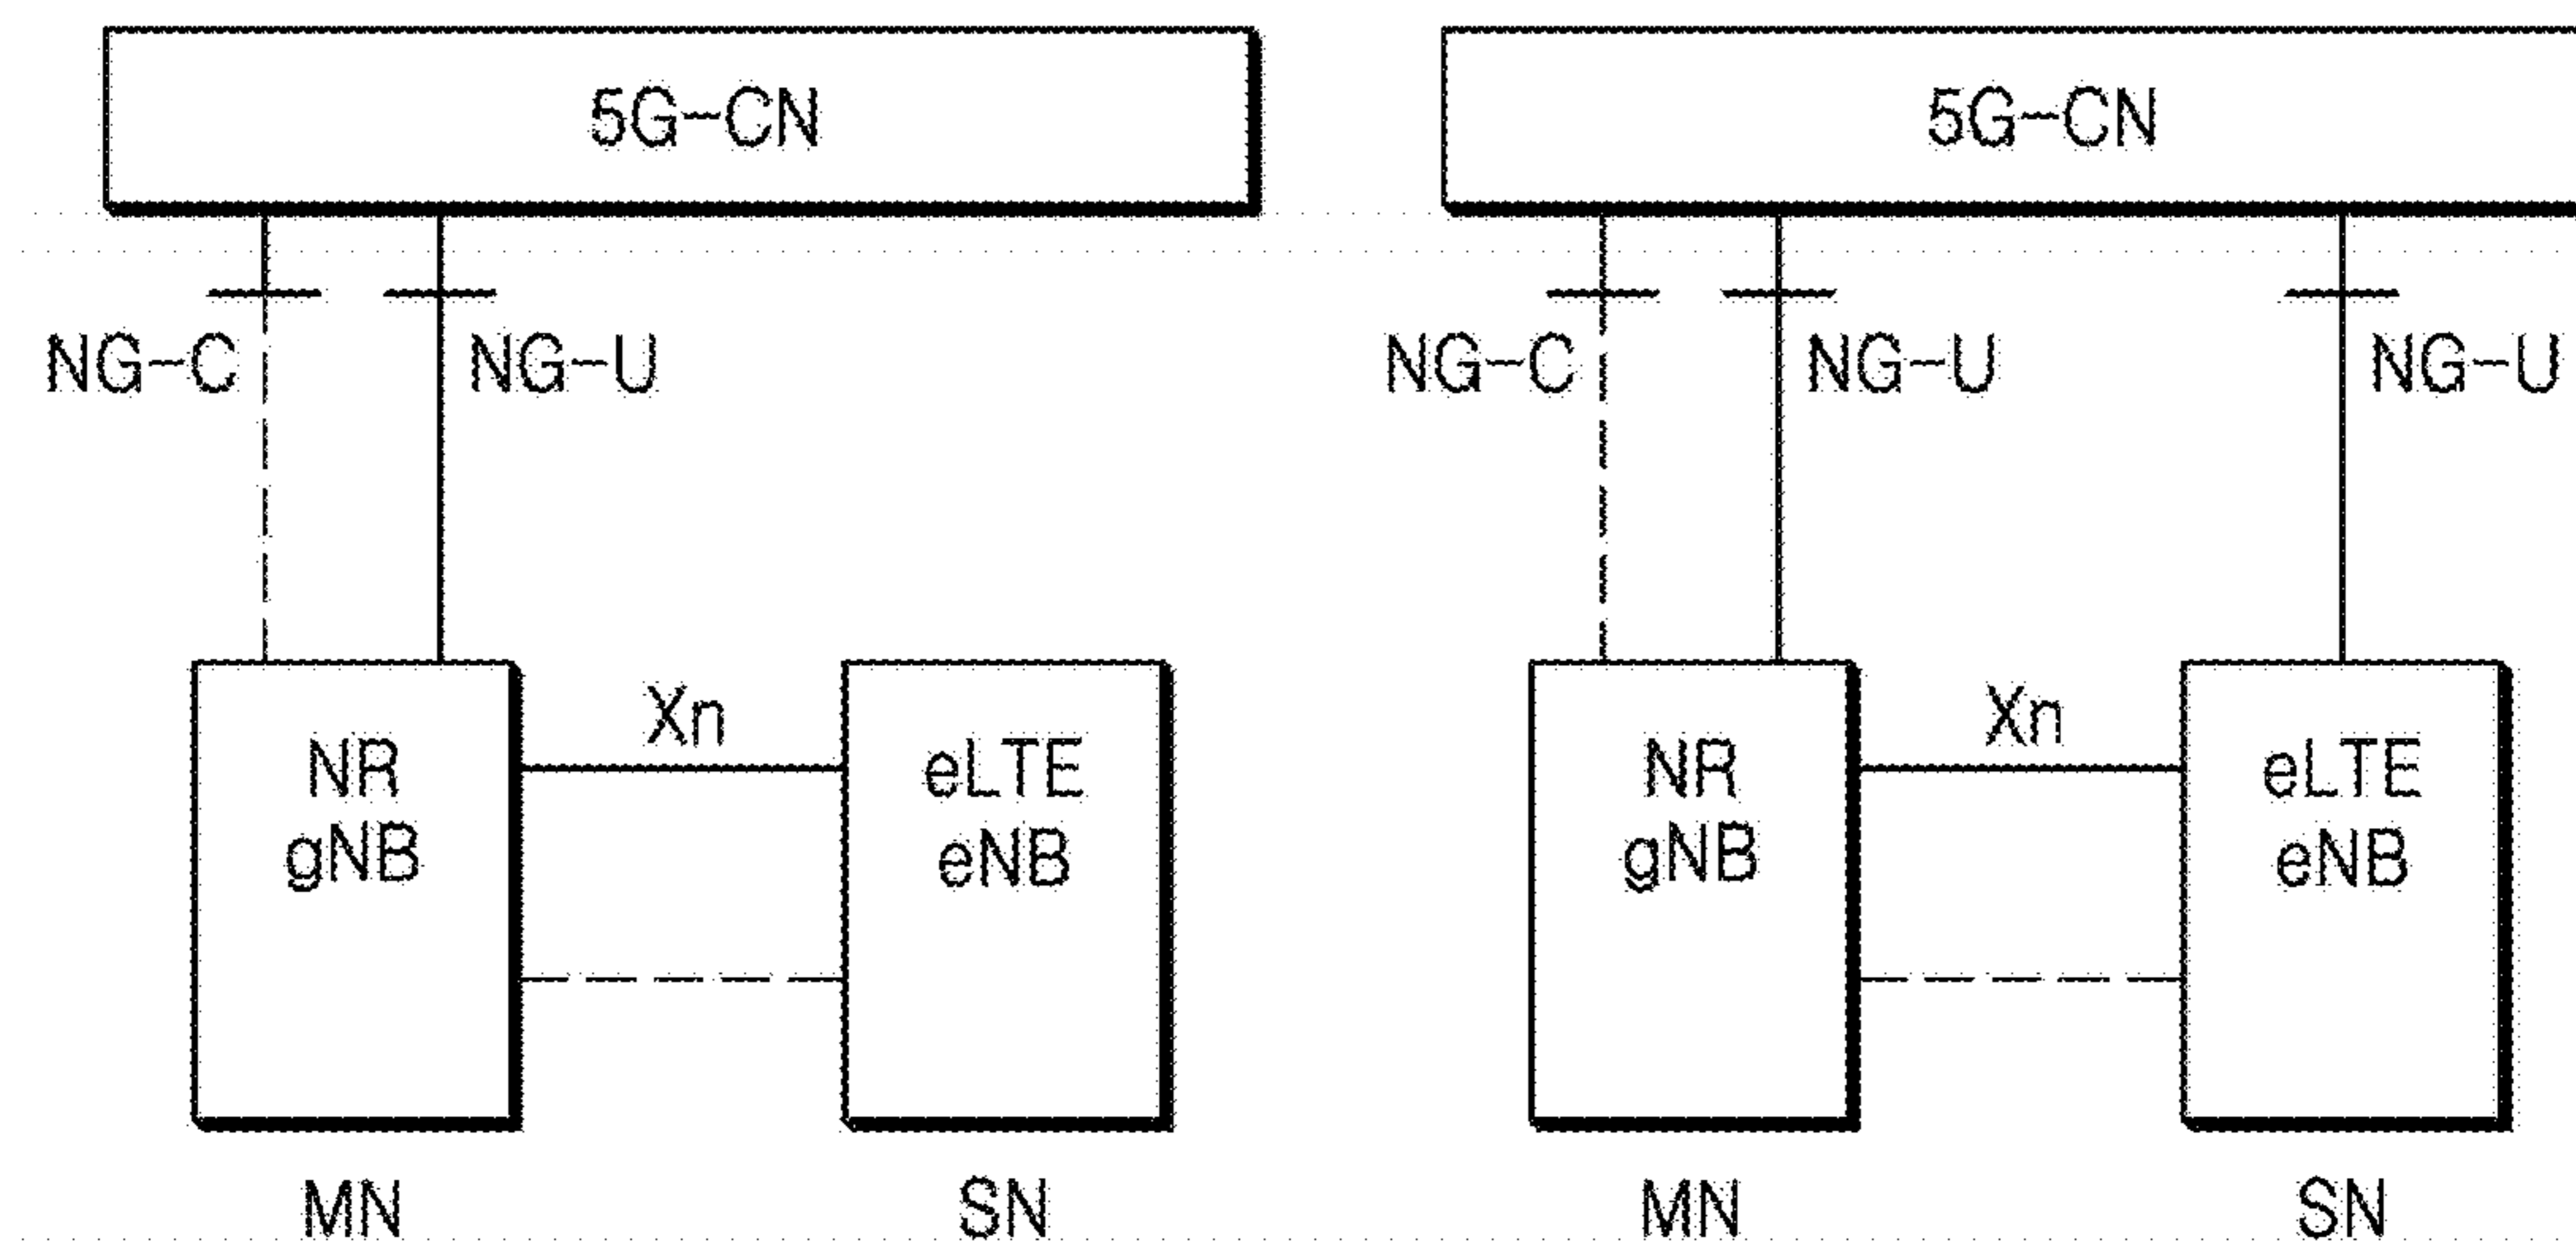 5G-CN
NG-C
NG-U
Xn
NR
gNB
eLTE
eNB
MN
SN
5G-CN
NG-C
NG-U
NG-U
Xn
NR
gNB
eLTE
eNB
MN
SN